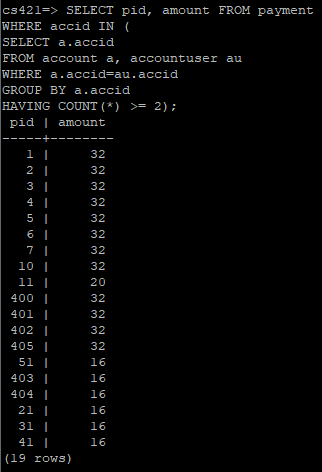 cs421=> SELECT pid, amount FROM payment
WHERE accid IN (
SELECT a.accid
FROM account a, accountuser au
WHERE a.accid=au.accid
GROUP BY a.accid
HAVING COUNT(*) >= 2);
 pid | amount
-----+--------
   1 |     32
   2 |     32
   3 |     32
   4 |     32
   5 |     32
   6 |     32
   7 |     32
  10 |     32
  11 |     20
 400 |     32
 401 |     32
 402 |     32
 405 |     32
  51 |     16
 403 |     16
 404 |     16
  21 |     16
  31 |     16
  41 |     16
(19 rows)